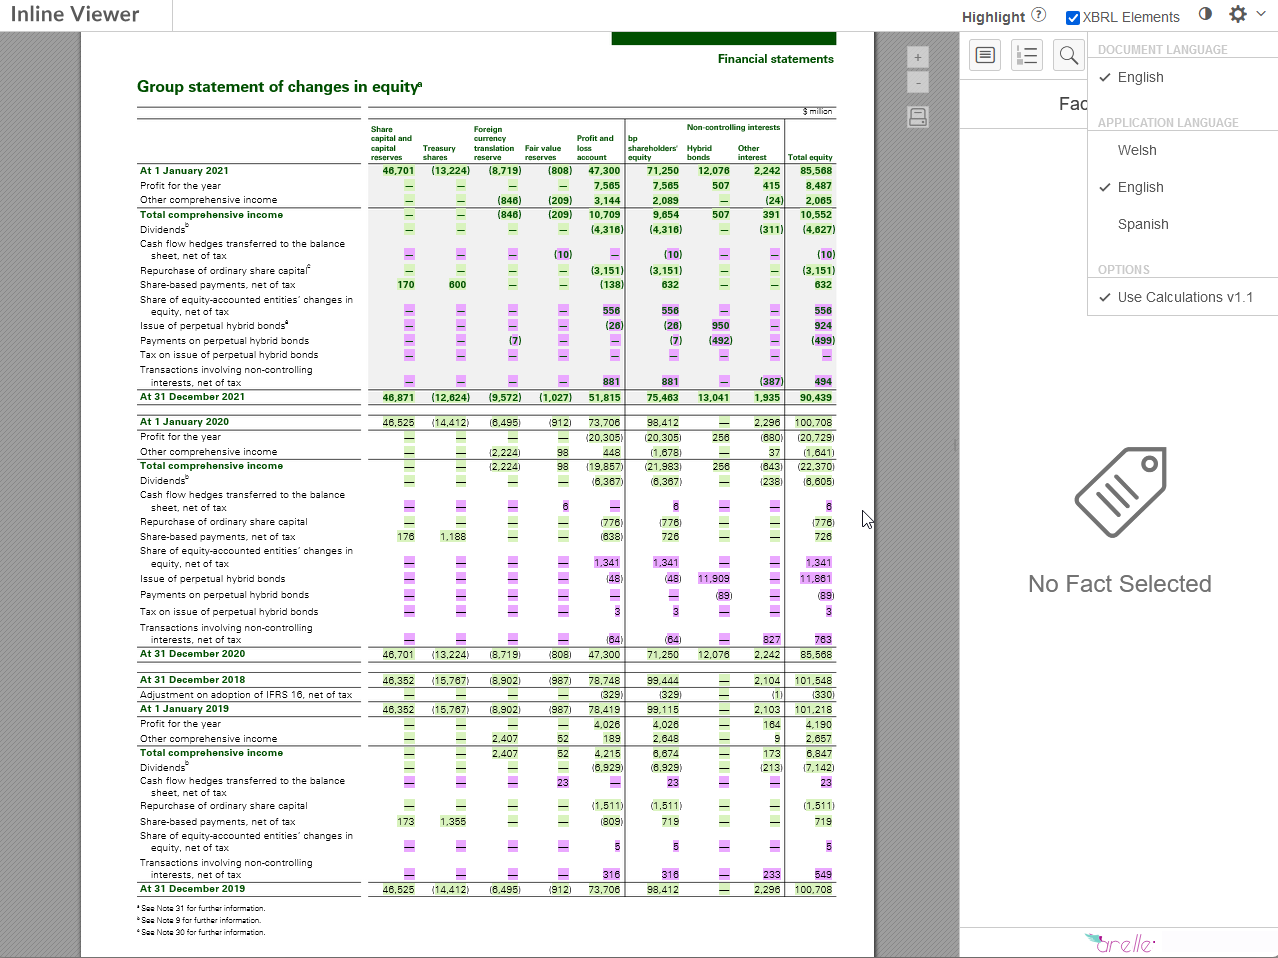 Inline Viewer
Highlight ? XBRL Elements
Financial statements
Group statement of changes in equityᵃ
$ million
Share capital and capital reserves Treasury shares Foreign currency translation reserve Fair value reserves Profit and loss account bp shareholders' equity Non-controlling interests Hybrid bonds Other interest Total equity
At 1 January 2021 46,701 (13,224) (8,719) (808) 47,300 71,250 12,076 2,242 85,568
Profit for the year — — — — 7,565 7,565 507 415 8,487
Other comprehensive income — — (846) (209) 3,144 2,089 — (24) 2,065
Total comprehensive income — — (846) (209) 10,709 9,654 507 391 10,552
Dividendsᵇ — — — — (4,316) (4,316) — (311) (4,627)
Cash flow hedges transferred to the balance
sheet, net of tax — — — (10) — (10) — — (10)
Repurchase of ordinary share capitalᶜ — — — — (3,151) (3,151) — — (3,151)
Share-based payments, net of tax 170 600 — — (138) 632 — — 632
Share of equity-accounted entities' changes in
equity, net of tax — — — — 556 556 — — 556
Issue of perpetual hybrid bondsᵃ — — — — (26) (26) 950 — 924
Payments on perpetual hybrid bonds — — (7) — — (7) (492) — (499)
Tax on issue of perpetual hybrid bonds — — — — — — — — —
Transactions involving non-controlling
interests, net of tax — — — — 881 881 — (387) 494
At 31 December 2021 46,871 (12,624) (9,572) (1,027) 51,815 75,463 13,041 1,935 90,439
At 1 January 2020 46,525 (14,412) (6,495) (912) 73,706 98,412 — 2,296 100,708
Profit for the year — — — — (20,305) (20,305) 256 (680) (20,729)
Other comprehensive income — — (2,224) 98 448 (1,678) — 37 (1,641)
Total comprehensive income — — (2,224) 98 (19,857) (21,983) 256 (643) (22,370)
Dividendsᵇ — — — — (6,367) (6,367) — (238) (6,605)
Cash flow hedges transferred to the balance
sheet, net of tax — — — 6 — 6 — — 6
Repurchase of ordinary share capital — — — — (776) (776) — — (776)
Share-based payments, net of tax 176 1,188 — — (638) 726 — — 726
Share of equity-accounted entities' changes in
equity, net of tax — — — — 1,341 1,341 — — 1,341
Issue of perpetual hybrid bonds — — — — (48) (48) 11,909 — 11,861
Payments on perpetual hybrid bonds — — — — — — (89) — (89)
Tax on issue of perpetual hybrid bonds — — — — 3 3 — — 3
Transactions involving non-controlling
interests, net of tax — — — — (64) (64) — 827 763
At 31 December 2020 46,701 (13,224) (8,719) (808) 47,300 71,250 12,076 2,242 85,568
At 31 December 2018 46,352 (15,767) (8,902) (987) 78,748 99,444 — 2,104 101,548
Adjustment on adoption of IFRS 16, net of tax — — — — (329) (329) — (1) (330)
At 1 January 2019 46,352 (15,767) (8,902) (987) 78,419 99,115 — 2,103 101,218
Profit for the year — — — — 4,026 4,026 — 164 4,190
Other comprehensive income — — 2,407 52 189 2,648 — 9 2,657
Total comprehensive income — — 2,407 52 4,215 6,674 — 173 6,847
Dividendsᵇ — — — — (6,929) (6,929) — (213) (7,142)
Cash flow hedges transferred to the balance
sheet, net of tax — — — 23 — 23 — — 23
Repurchase of ordinary share capital — — — — (1,511) (1,511) — — (1,511)
Share-based payments, net of tax 173 1,355 — — (809) 719 — — 719
Share of equity-accounted entities' changes in
equity, net of tax — — — — 5 5 — — 5
Transactions involving non-controlling
interests, net of tax — — — — 316 316 — 233 549
At 31 December 2019 46,525 (14,412) (6,495) (912) 73,706 98,412 — 2,296 100,708
ᵃ See Note 31 for further information.
ᵇ See Note 9 for further information.
ᶜ See Note 30 for further information.
+
-
Fac
DOCUMENT LANGUAGE
✓ English
APPLICATION LANGUAGE
Welsh
✓ English
Spanish
OPTIONS
✓ Use Calculations v1.1
No Fact Selected
arelle